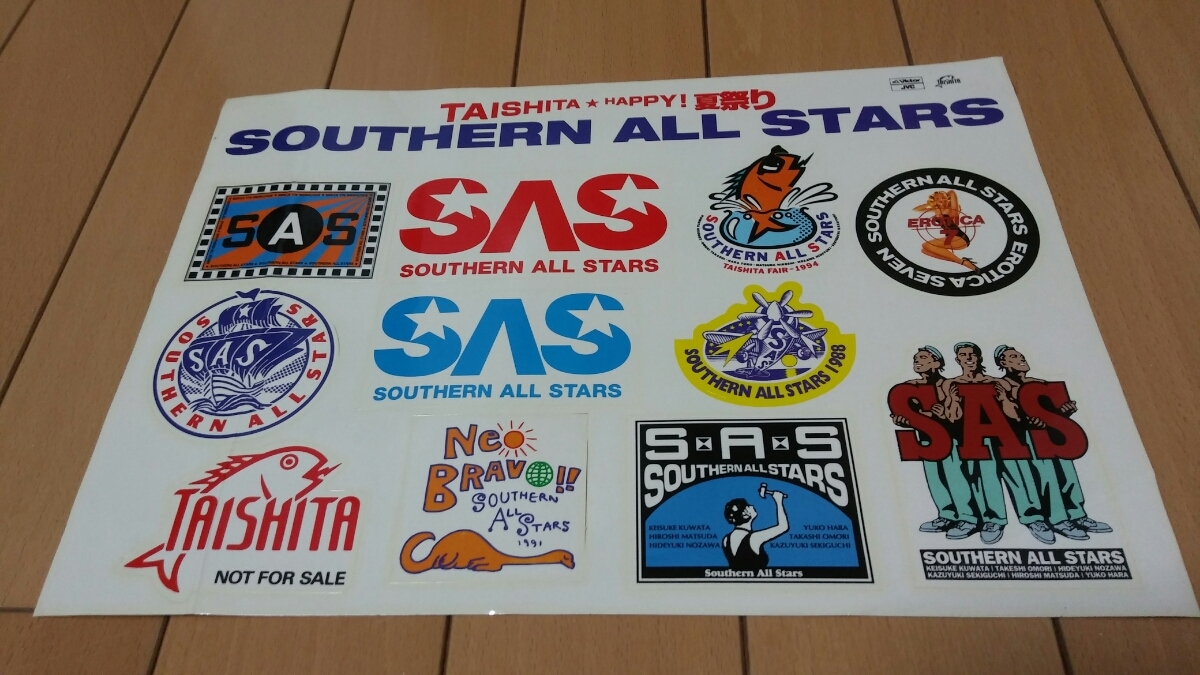 Victor
JVC
TAISHITA
TAISHITA ★ HAPPY! 夏祭り
SOUTHERN ALL STARS
SAS
SAS
SOUTHERN ALL STARS
SOUTHERN ALL STARS
TAISHITA FAIR-1994
SOUTHERN ALL STARS EROTICA SEVEN
EROTICA
7
SOUTHERN ALL STARS
SAS
SAS
SOUTHERN ALL STARS
SAS
SOUTHERN ALL STARS 1988
SAS
SOUTHERN ALL STARS
KEISUKE KUWATA | TAKESHI OMORI | HIDEYUKI NOZAWA
KAZUYUKI SEKIGUCHI | HIROSHI MATSUDA | YUKO HARA
TAISHITA
NOT FOR SALE
NEO
BRAVO!!
SOUTHERN
ALL
STARS
1991
S·A·S
SOUTHERN ALL STARS
KEISUKE KUWATA
HIROSHI MATSUDA
HIDEYUKI NOZAWA
YUKO HARA
TAKASHI OMORI
KAZUYUKI SEKIGUCHI
Southern All Stars